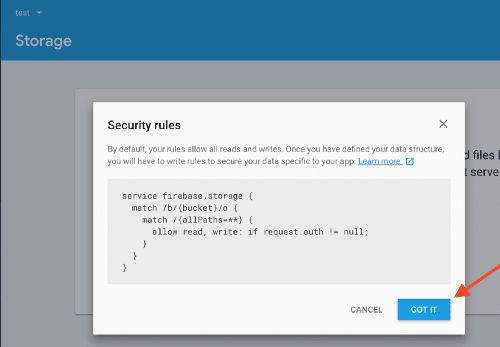 test
Storage
Security rules
By default, your rules allow all reads and writes. Once you have defined your data structure,
you will have to write rules to secure your data specific to your app. Learn more
service firebase.storage {
match /b/{bucket}/o {
match /{allPaths=**} {
allow read, write: if request.auth != null;
}
}
}
d files
t serve
CANCEL
GOT IT